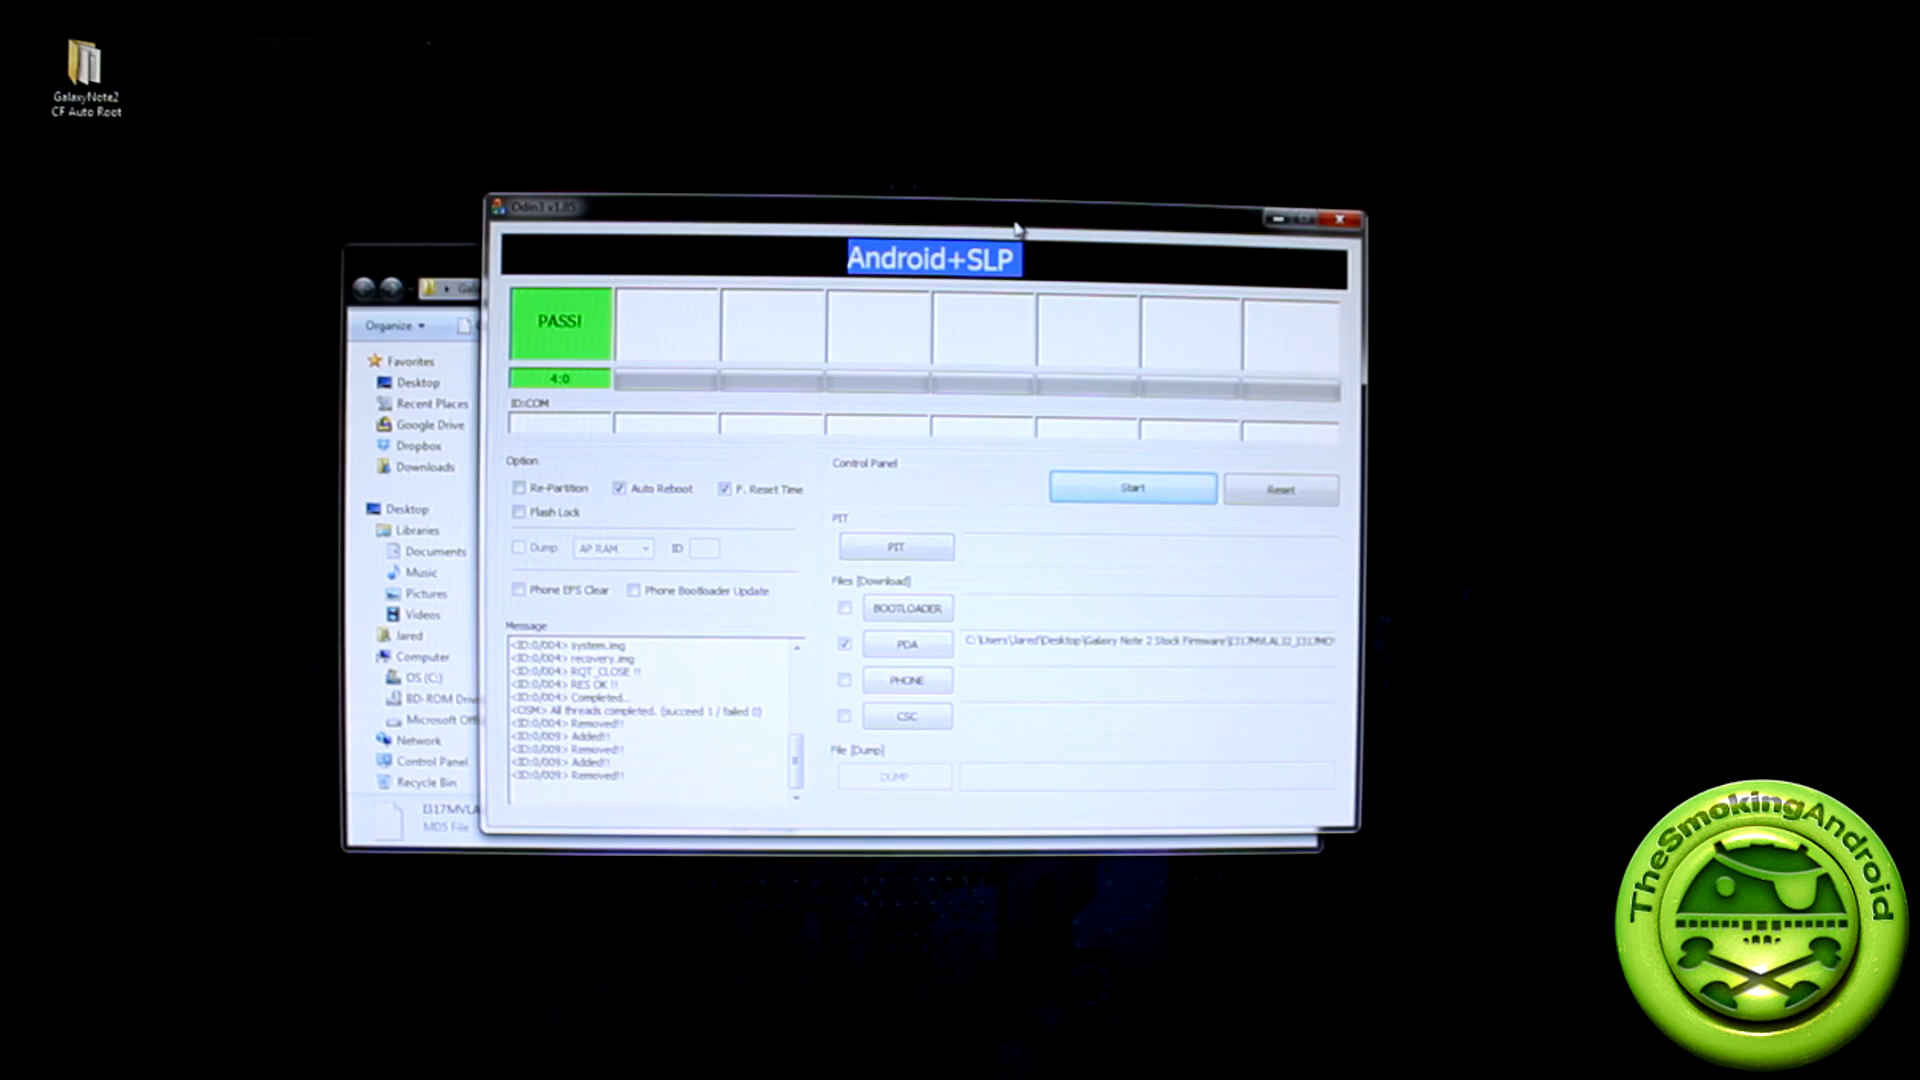 GalaxyNote2
CF Auto Root
Odin3 v1.85
Android+SLP
PASS!
4:0
ID:COM
Organize
Favorites
Desktop
Recent Places
Google Drive
Dropbox
Downloads
Desktop
Libraries
Documents
Music
Pictures
Videos
Jared
Computer
OS (C:)
BD-ROM Driv
Microsoft Off
Network
Control Panel
Recycle Bin
I317MVLA
MD5 File
Option
Re-Partition
Auto Reboot
F. Reset Time
Flash Lock
Dump
AP RAM
ID
Phone EFS Clear
Phone Bootloader Update
Message
<ID:0/004> system.img
<ID:0/004> recovery.img
<ID:0/004> RQT_CLOSE !!
<ID:0/004> RES OK !!
<ID:0/004> Completed..
<OSM> All threads completed. (succeed 1 / failed 0)
<ID:0/004> Removed!!
<ID:0/009> Added!!
<ID:0/009> Removed!!
<ID:0/009> Added!!
<ID:0/009> Removed!!
Control Panel
Start
Reset
PIT
PIT
Files [Download]
BOOTLOADER
PDA
C:\Users\Jared\Desktop\Galaxy Note 2 Stock Firmware\I317MVLALJ2_I317MO
PHONE
CSC
File [Dump]
DUMP
TheSmokingAndroid